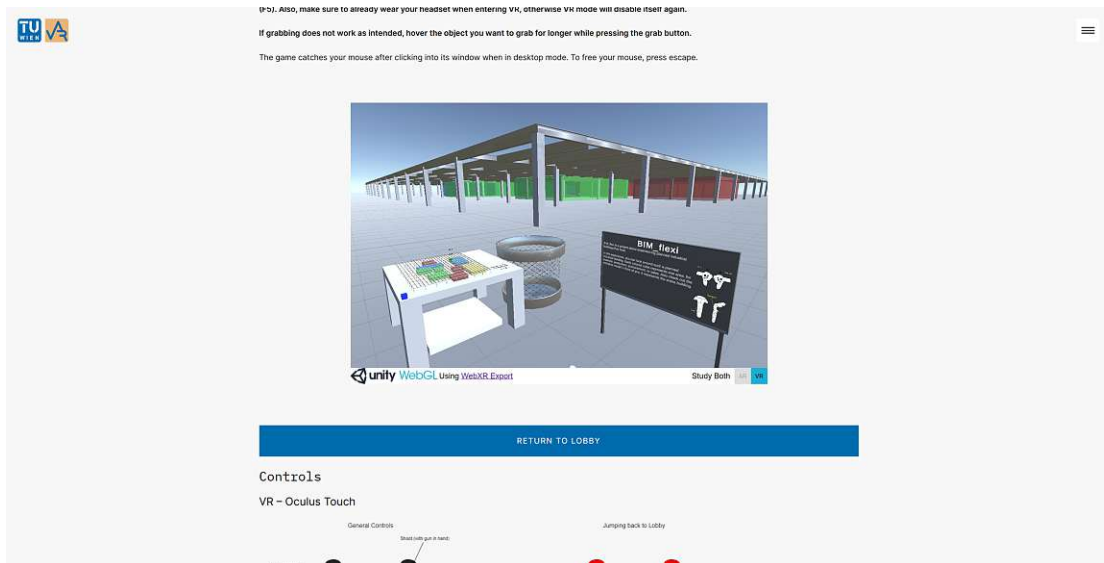 (F5). Also, make sure to already wear your headset when entering VR, otherwise VR mode will disable itself again.
TU
WIEN
VR
If grabbing does not work as intended, hover the object you want to grab for longer while pressing the grab button.
The game catches your mouse after clicking into its window when in desktop mode. To free your mouse, press escape.
BIM_flexi
unity WebGL Using WebXR Export
Study Both AR VR
RETURN TO LOBBY
Controls
VR – Oculus Touch
General Controls
Jumping back to Lobby
Shoot (with gun in hand)